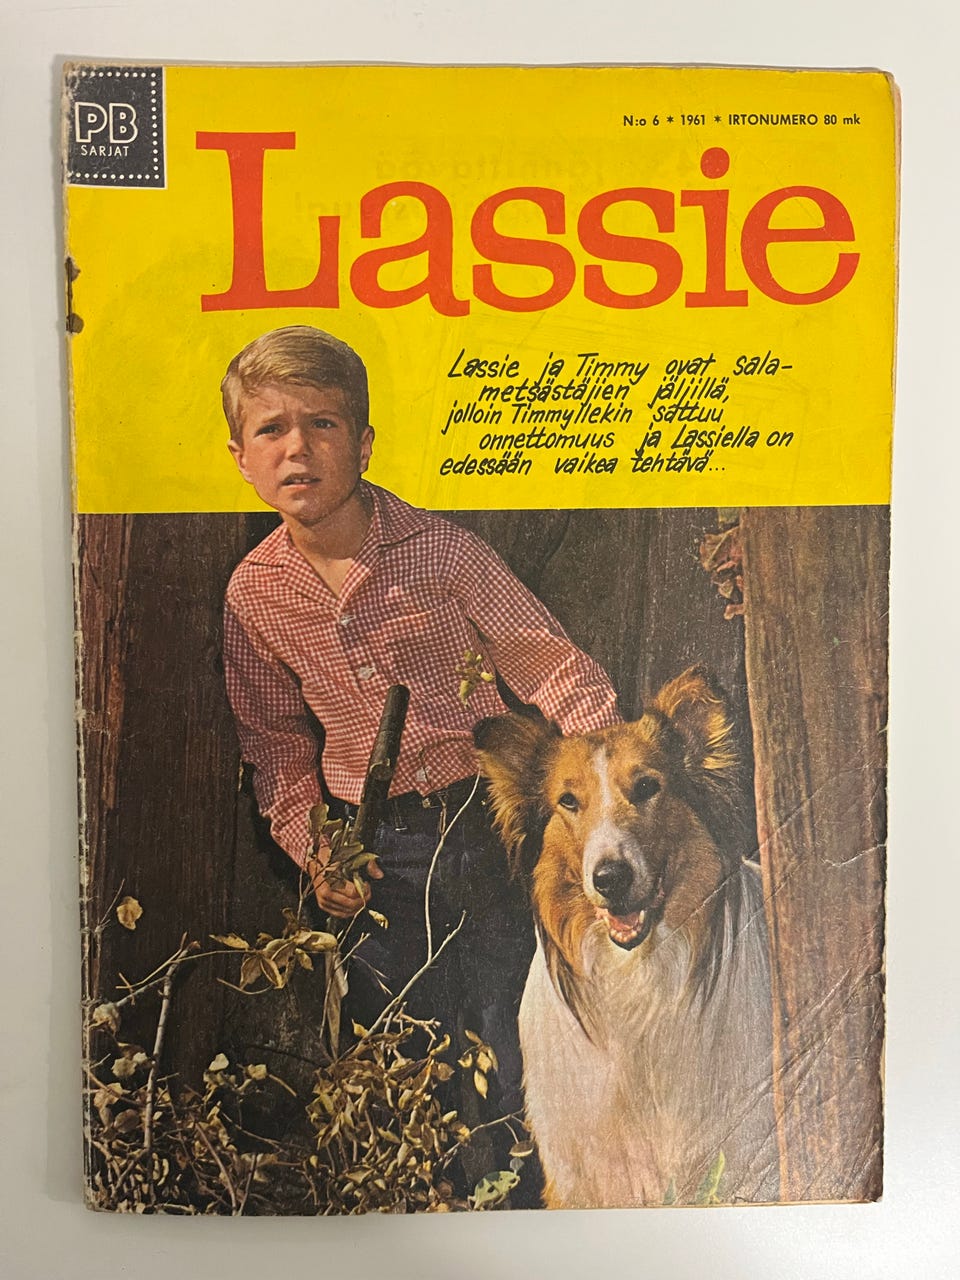 PB
SARJAT
N:o 6 * 1961 * IRTONUMERO 80 mk
Lassie
Lassie ja Timmy ovat sala-
metsästäjien jäljillä,
jolloin Timmyllekin sattuu
onnettomuus ja Lassiella on
edessään vaikea tehtävä...